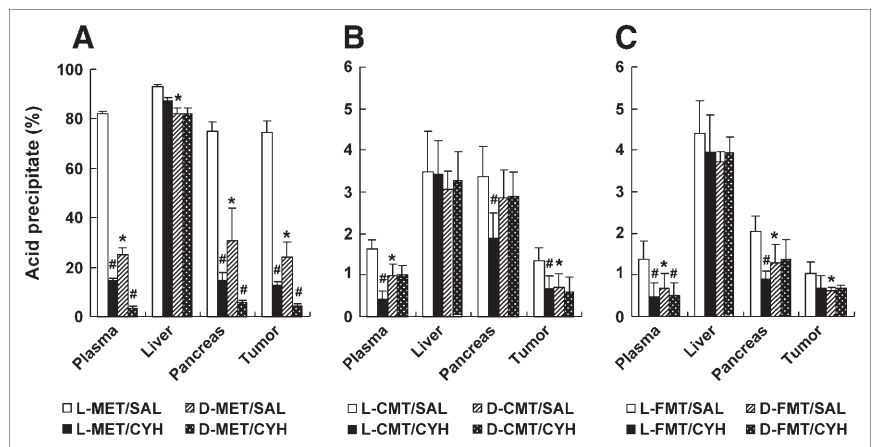 A
B
C
Acid precipitate (%)
100
80
60
40
20
0
# * #
*
# * #
# * #
Plasma Liver Pancreas Tumor
L-MET/SAL D-MET/SAL
L-MET/CYH D-MET/CYH
6
5
4
3
2
1
0
# *
#
# *
Plasma Liver Pancreas Tumor
L-CMT/SAL D-CMT/SAL
L-CMT/CYH D-CMT/CYH
6
5
4
3
2
1
0
# * #
# *
*
Plasma Liver Pancreas Tumor
L-FMT/SAL D-FMT/SAL
L-FMT/CYH D-FMT/CYH